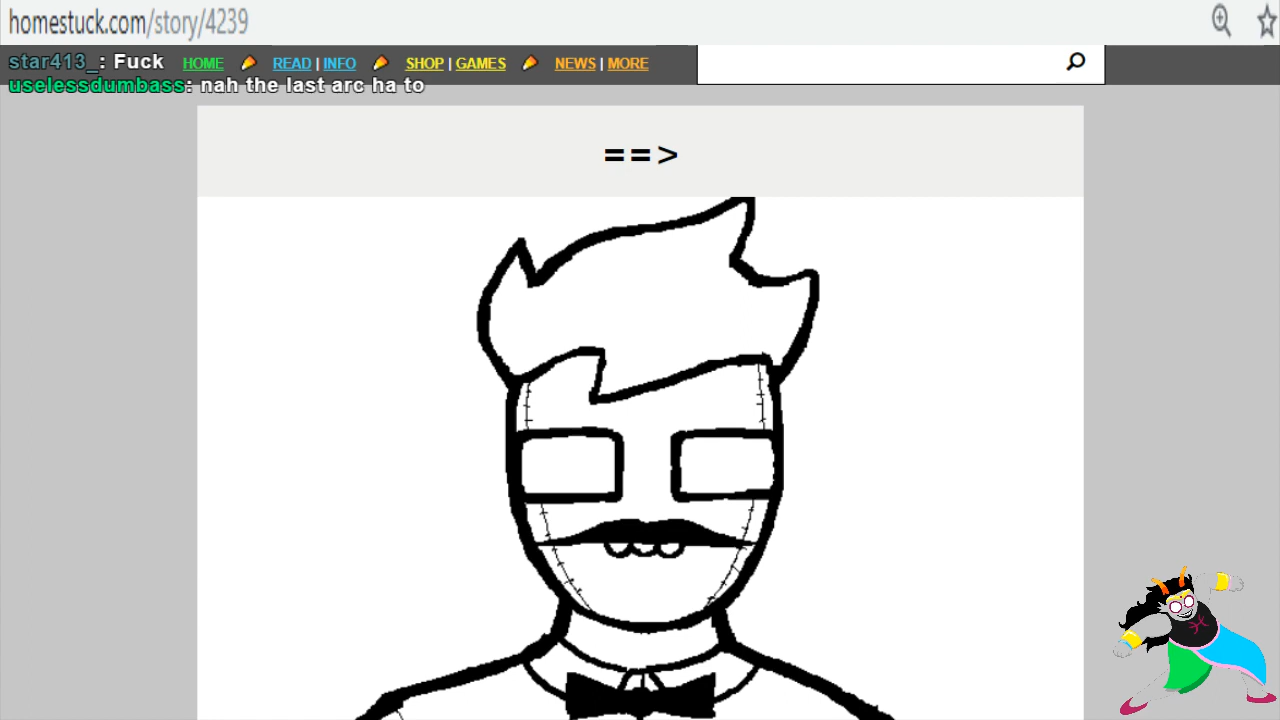 homestuck.com/story/4239
star413_: Fuck HOME READ | INFO SHOP | GAMES NEWS | MORE
uselessdumbass: nah the last arc ha to
==>